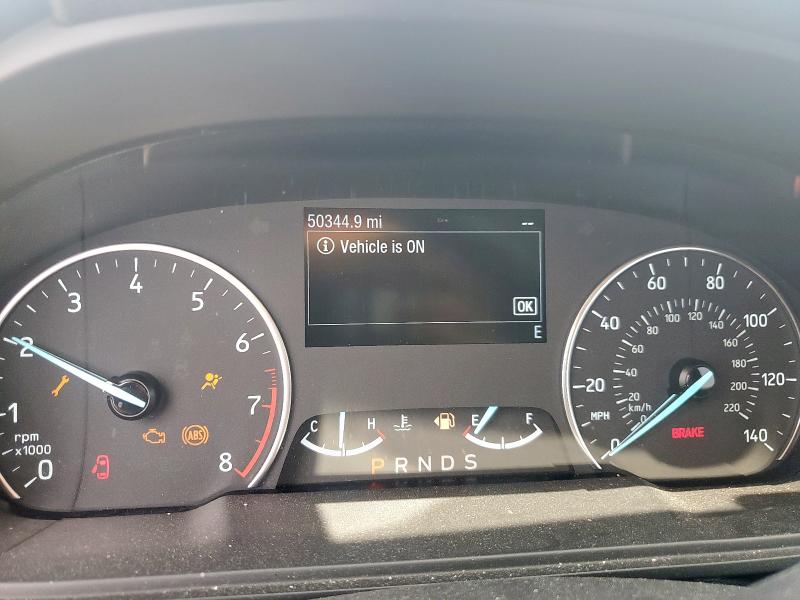 50344.9 mi --
Vehicle is ON
OK
E
0 1 2 3 4 5 6 7 8
rpm
x1000
ABS
C H E F
P R N D S
0 20 40 60 80 100 120 140
MPH
20 40 60 80 100 120 140 160 180 200 220
km/h
BRAKE